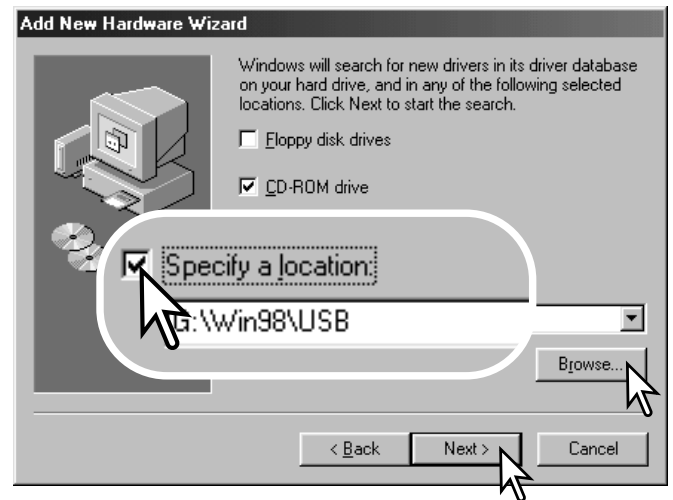 Add New Hardware Wizard
Windows will search for new drivers in its driver database
on your hard drive, and in any of the following selected
locations. Click Next to start the search.
Floppy disk drives
CD-ROM drive
Specify a location:
G:\Win98\USB
Browse...
< Back Next > Cancel